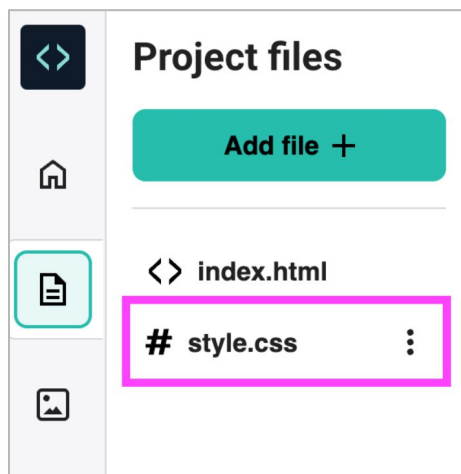 Project files
Add file +
<> index.html
# style.css